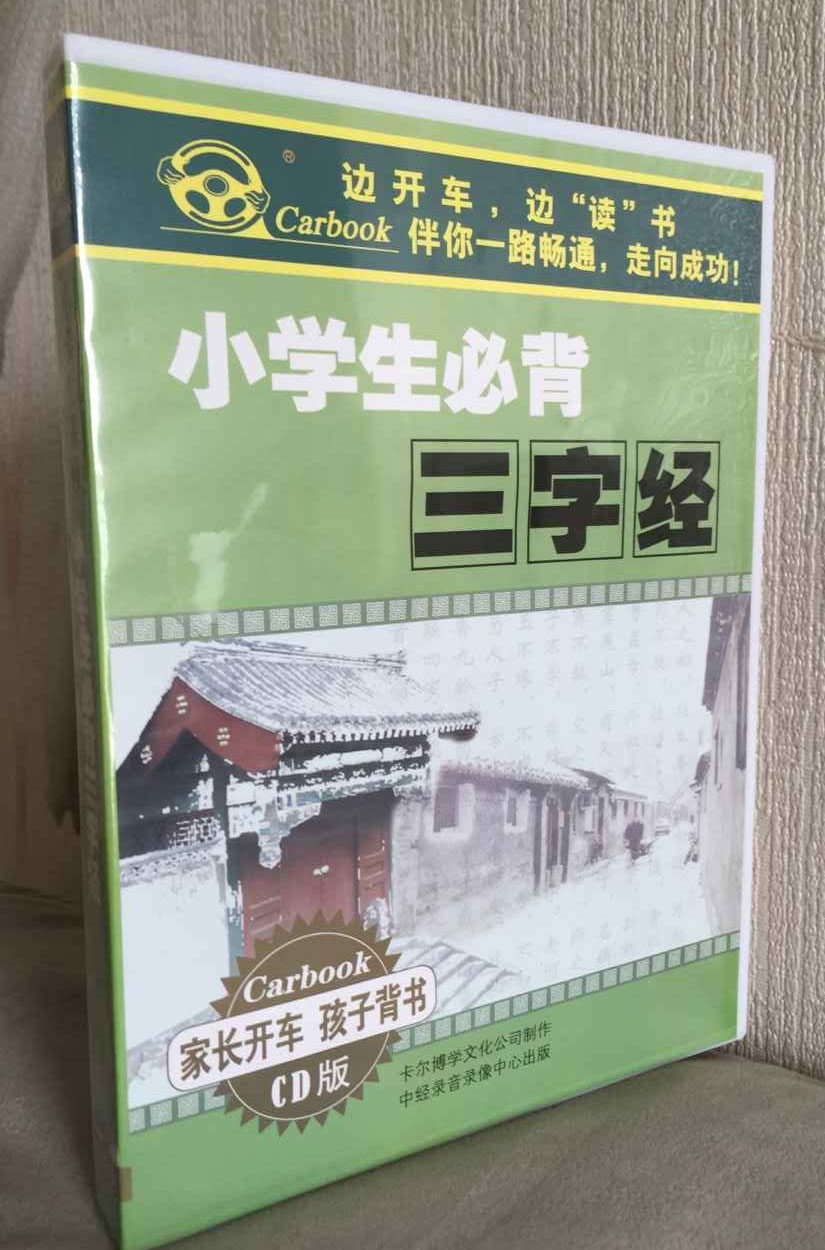 ®
边开车，边“读”书
Carbook
伴你一路畅通，走向成功！
小学生必背
三字经
Carbook
家长开车 孩子背书
CD版
卡尔博学文化公司制作
中经录音录像中心出版